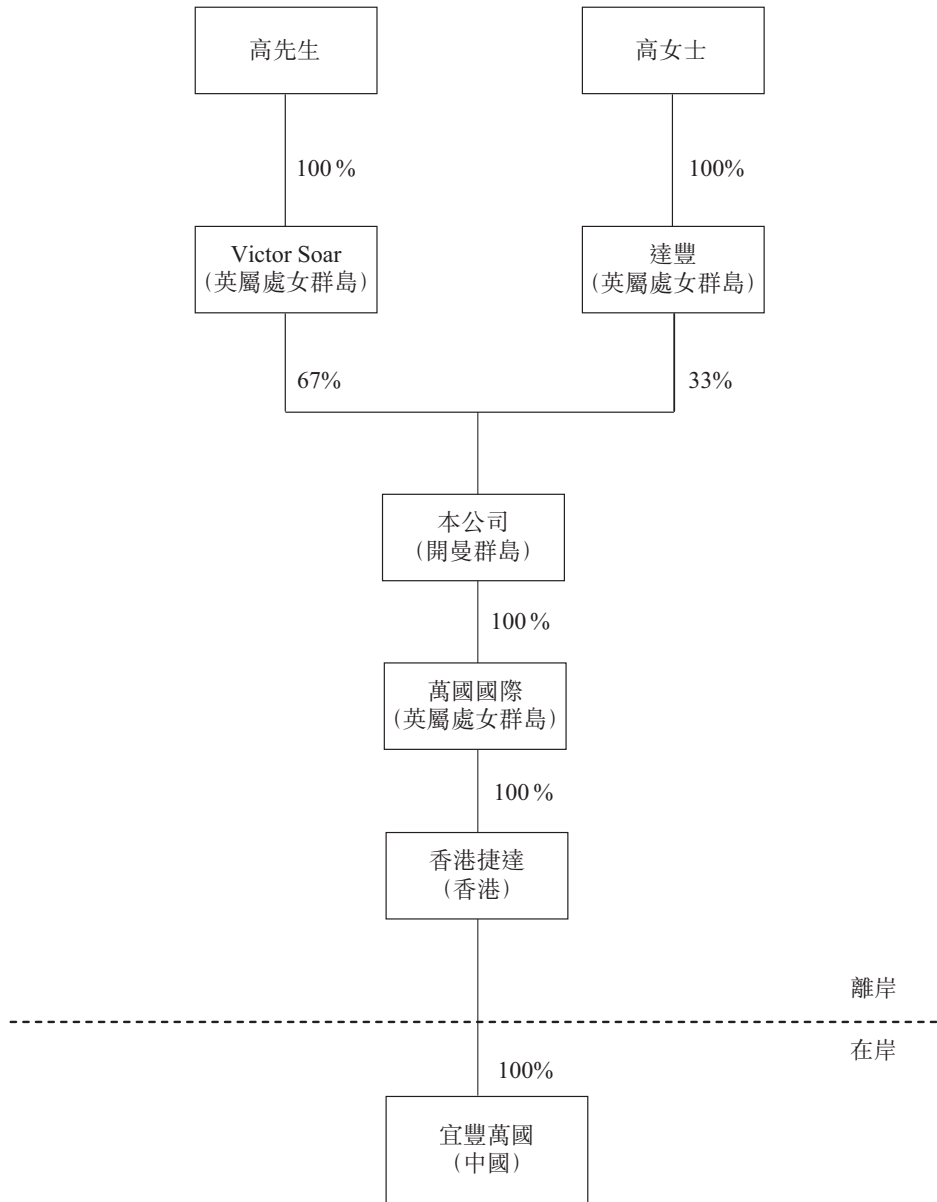 高先生
高女士
100%
100%
Victor Soar
(英屬處女群島)
達豐
(英屬處女群島)
67%
33%
本公司
(開曼群島)
100%
萬國國際
(英屬處女群島)
100%
香港捷達
(香港)
離岸
在岸
100%
宜豐萬國
(中國)